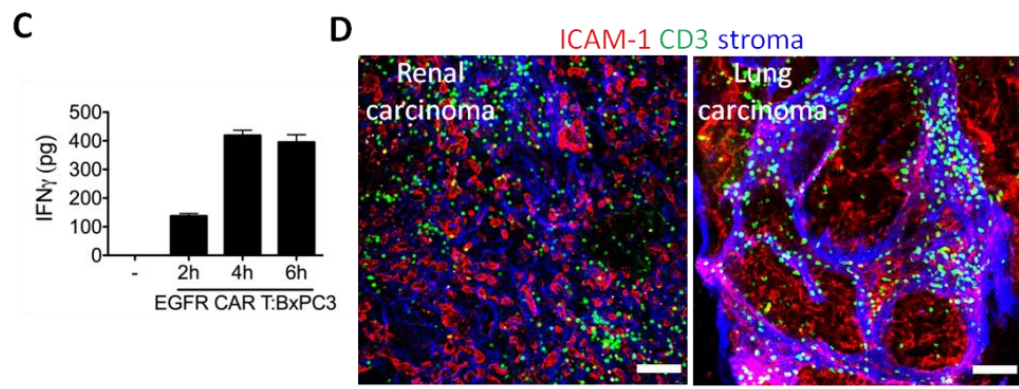 C
IFNγ (pg)
500
400
300
200
100
0
- 2h 4h 6h
EGFR CAR T:BxPC3
D
ICAM-1 CD3 stroma
Renal
carcinoma
Lung
carcinoma